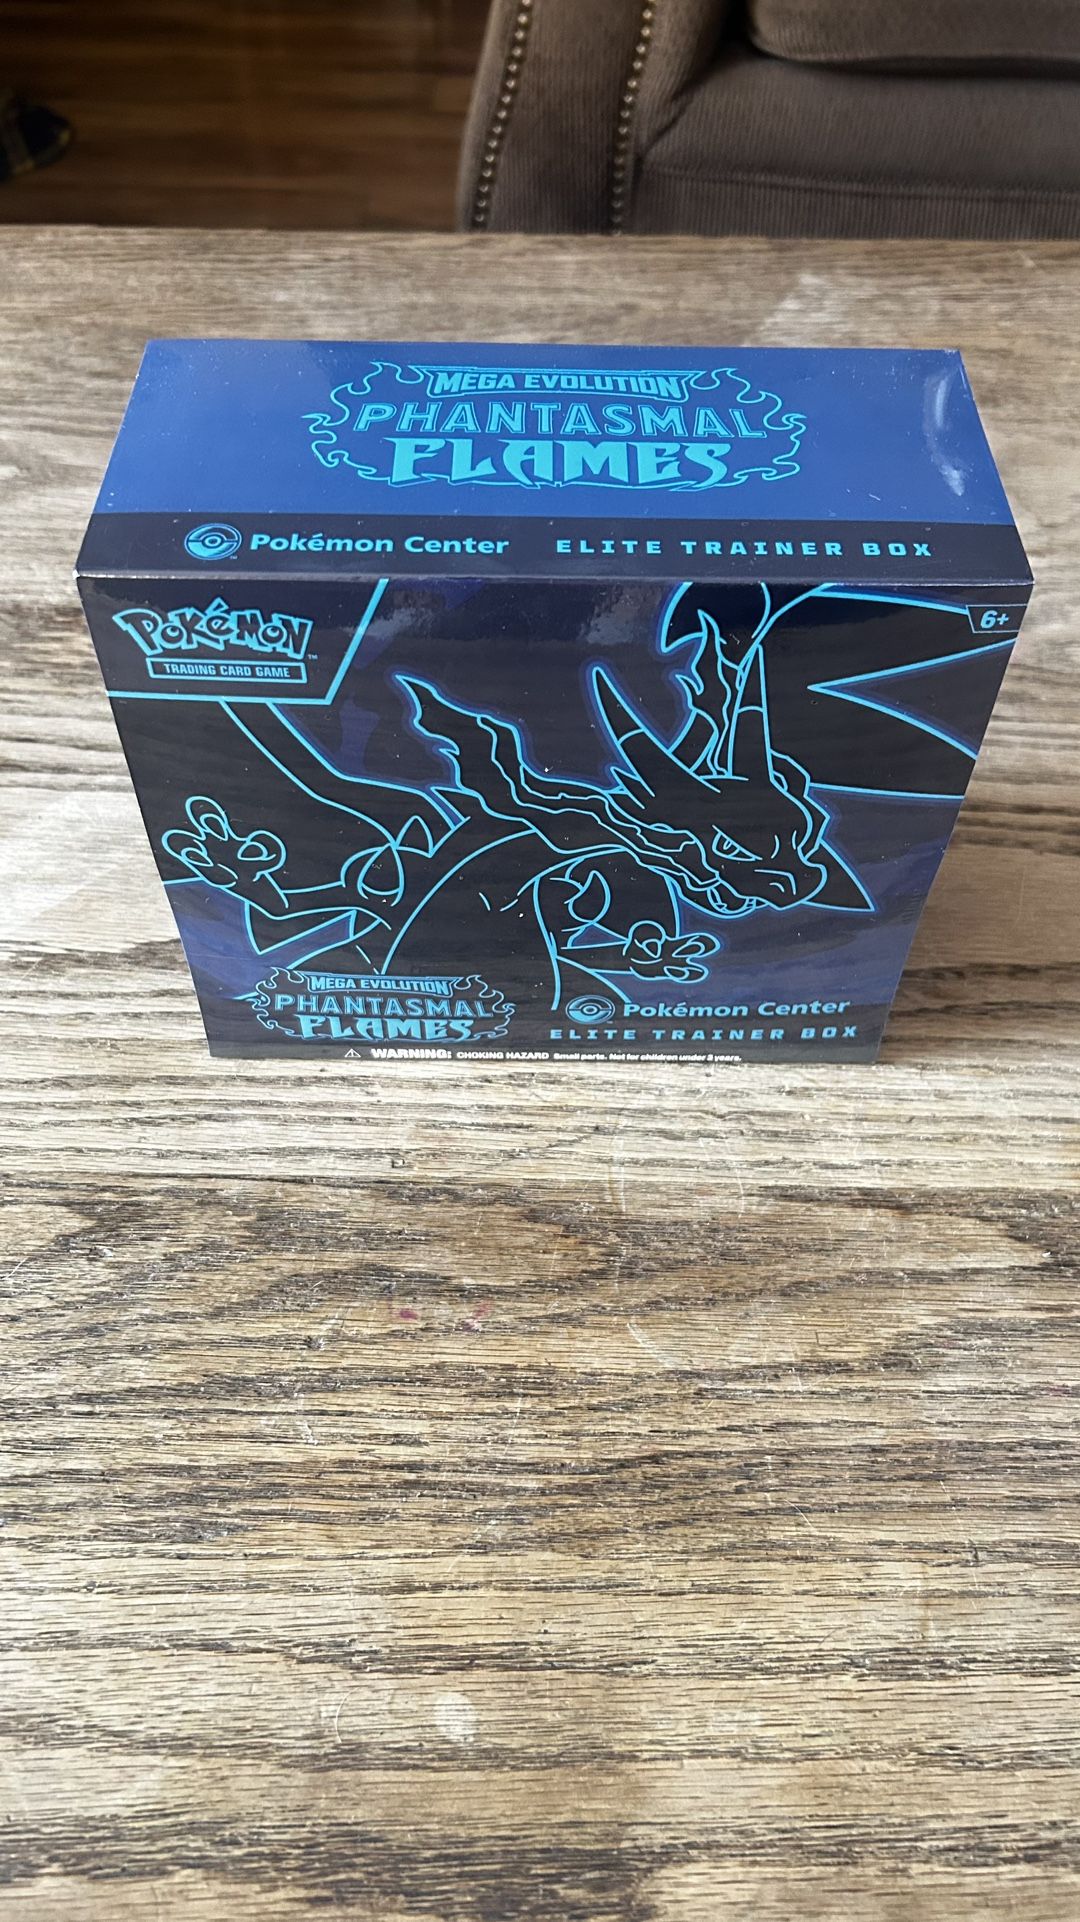 MEGA EVOLUTION
PHANTASMAL
FLAMES
Pokémon Center ELITE TRAINER BOX
POKéMON™
TRADING CARD GAME
6+
MEGA EVOLUTION
PHANTASMAL
FLAMES
Pokémon Center
ELITE TRAINER BOX
⚠ WARNING: CHOKING HAZARD Small parts. Not for children under 3 years.